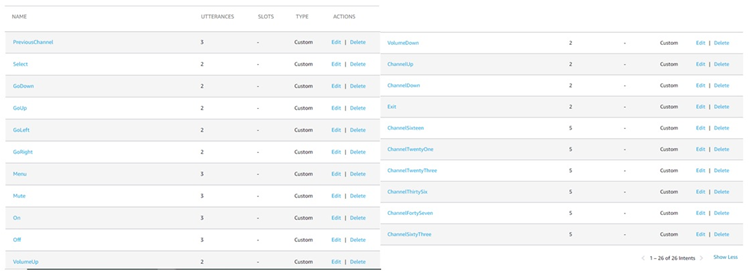 NAME UTTERANCES SLOTS TYPE ACTIONS
PreviousChannel 3 - Custom Edit | Delete
Select 2 - Custom Edit | Delete
GoDown 2 - Custom Edit | Delete
GoUp 2 - Custom Edit | Delete
GoLeft 2 - Custom Edit | Delete
GoRight 2 - Custom Edit | Delete
Menu 3 - Custom Edit | Delete
Mute 3 - Custom Edit | Delete
On 3 - Custom Edit | Delete
Off 3 - Custom Edit | Delete
VolumeUp 2 - Custom Edit | Delete
VolumeDown 2 - Custom Edit | Delete
ChannelUp 2 - Custom Edit | Delete
ChannelDown 2 - Custom Edit | Delete
Exit 2 - Custom Edit | Delete
ChannelSixteen 5 - Custom Edit | Delete
ChannelTwentyOne 5 - Custom Edit | Delete
ChannelTwentyThree 5 - Custom Edit | Delete
ChannelThirtySix 5 - Custom Edit | Delete
ChannelFortySeven 5 - Custom Edit | Delete
ChannelSixtyThree 5 - Custom Edit | Delete
< 1 – 26 of 26 Intents > Show Less